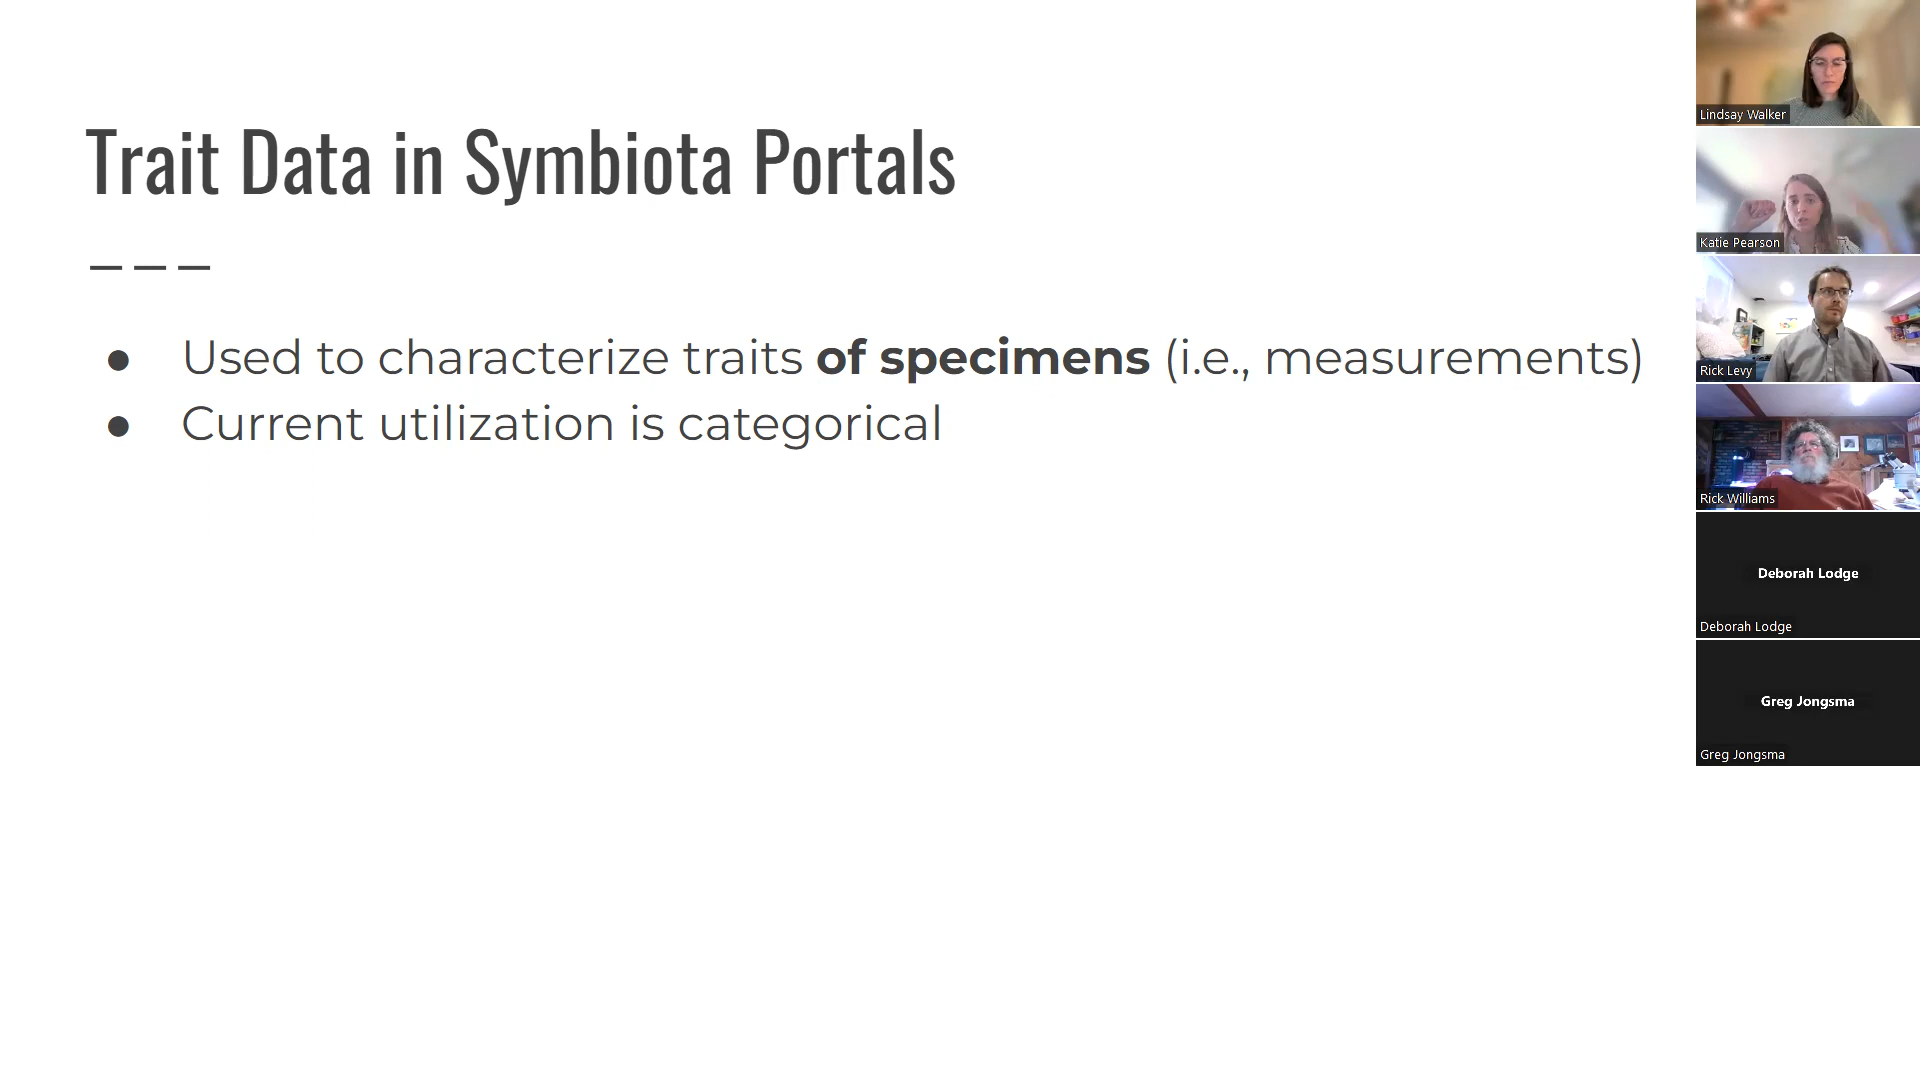 Trait Data in Symbiota Portals
● Used to characterize traits of specimens (i.e., measurements)
● Current utilization is categorical
Lindsay Walker
Katie Pearson
Rick Levy
Rick Williams
Deborah Lodge
Deborah Lodge
Greg Jongsma
Greg Jongsma